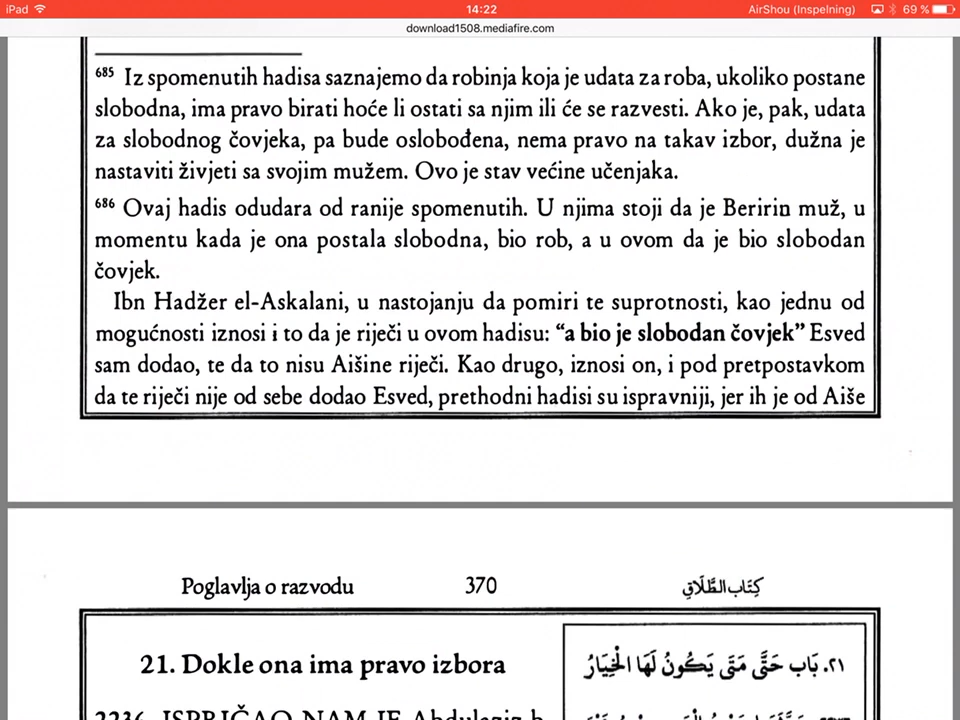 iPad 14:22 AirShou (Inspelning) 69 %
download1508.mediafire.com
685 Iz spomenutih hadisa saznajemo da robinja koja je udata za roba, ukoliko postane
slobodna, ima pravo birati hoće li ostati sa njim ili će se razvesti. Ako je, pak, udata
za slobodnog čovjeka, pa bude oslobođena, nema pravo na takav izbor, dužna je
nastaviti živjeti sa svojim mužem. Ovo je stav većine učenjaka.
686 Ovaj hadis odudara od ranije spomenutih. U njima stoji da je Beririn muž, u
momentu kada je ona postala slobodna, bio rob, a u ovom da je bio slobodan
čovjek.
Ibn Hadžer el-Askalani, u nastojanju da pomiri te suprotnosti, kao jednu od
mogućnosti iznosi i to da je riječi u ovom hadisu: “a bio je slobodan čovjek” Esved
sam dodao, te da to nisu Aišine riječi. Kao drugo, iznosi on, i pod pretpostavkom
da te riječi nije od sebe dodao Esved, prethodni hadisi su ispravniji, jer ih je od Aiše
Poglavlja o razvodu 370 كِتَاب الطَّلَاقِ
21. Dokle ona ima pravo izbora
٢١. بَاب حَتَّى مَتَى يَكُونُ لَهَا الْخِيَارُ
2236. ISPRIČAO NAM JE Abdulaziz b.